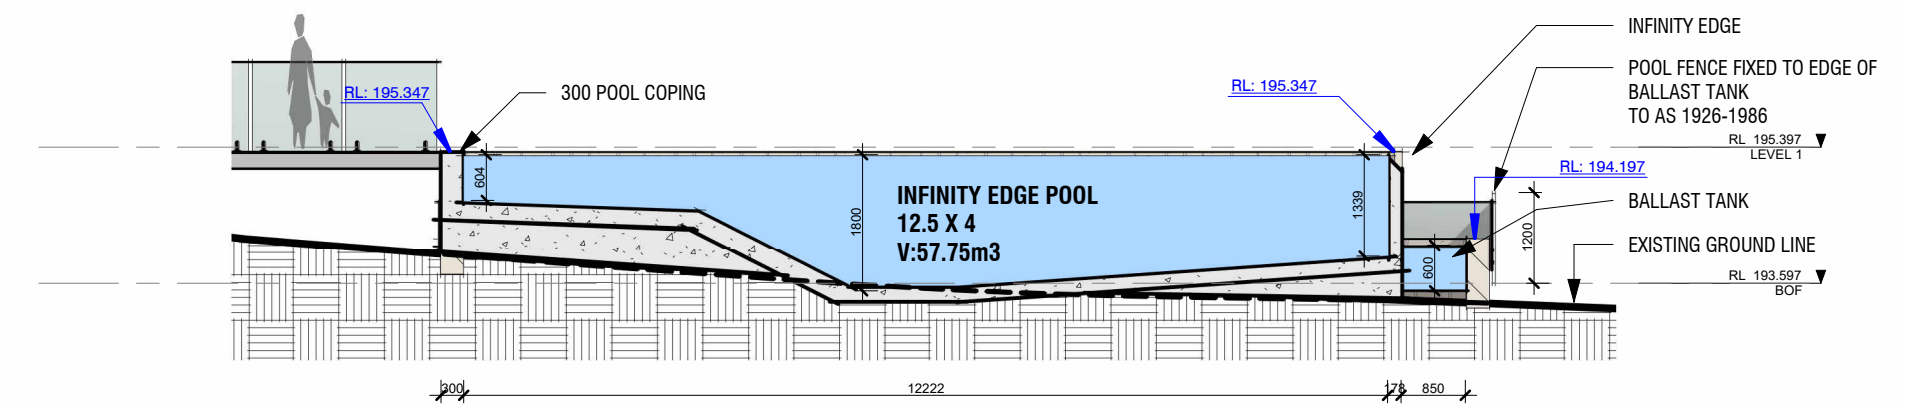 INFINITY EDGE
POOL FENCE FIXED TO EDGE OF
BALLAST TANK
TO AS 1926-1986
RL: 195.347
300 POOL COPING
RL: 195.347
RL 195.397
LEVEL 1
RL: 194.197
604
1800
INFINITY EDGE POOL
12.5 X 4
V:57.75m3
1339
BALLAST TANK
1200
EXISTING GROUND LINE
600
RL 193.597
BOF
300
12222
178
850